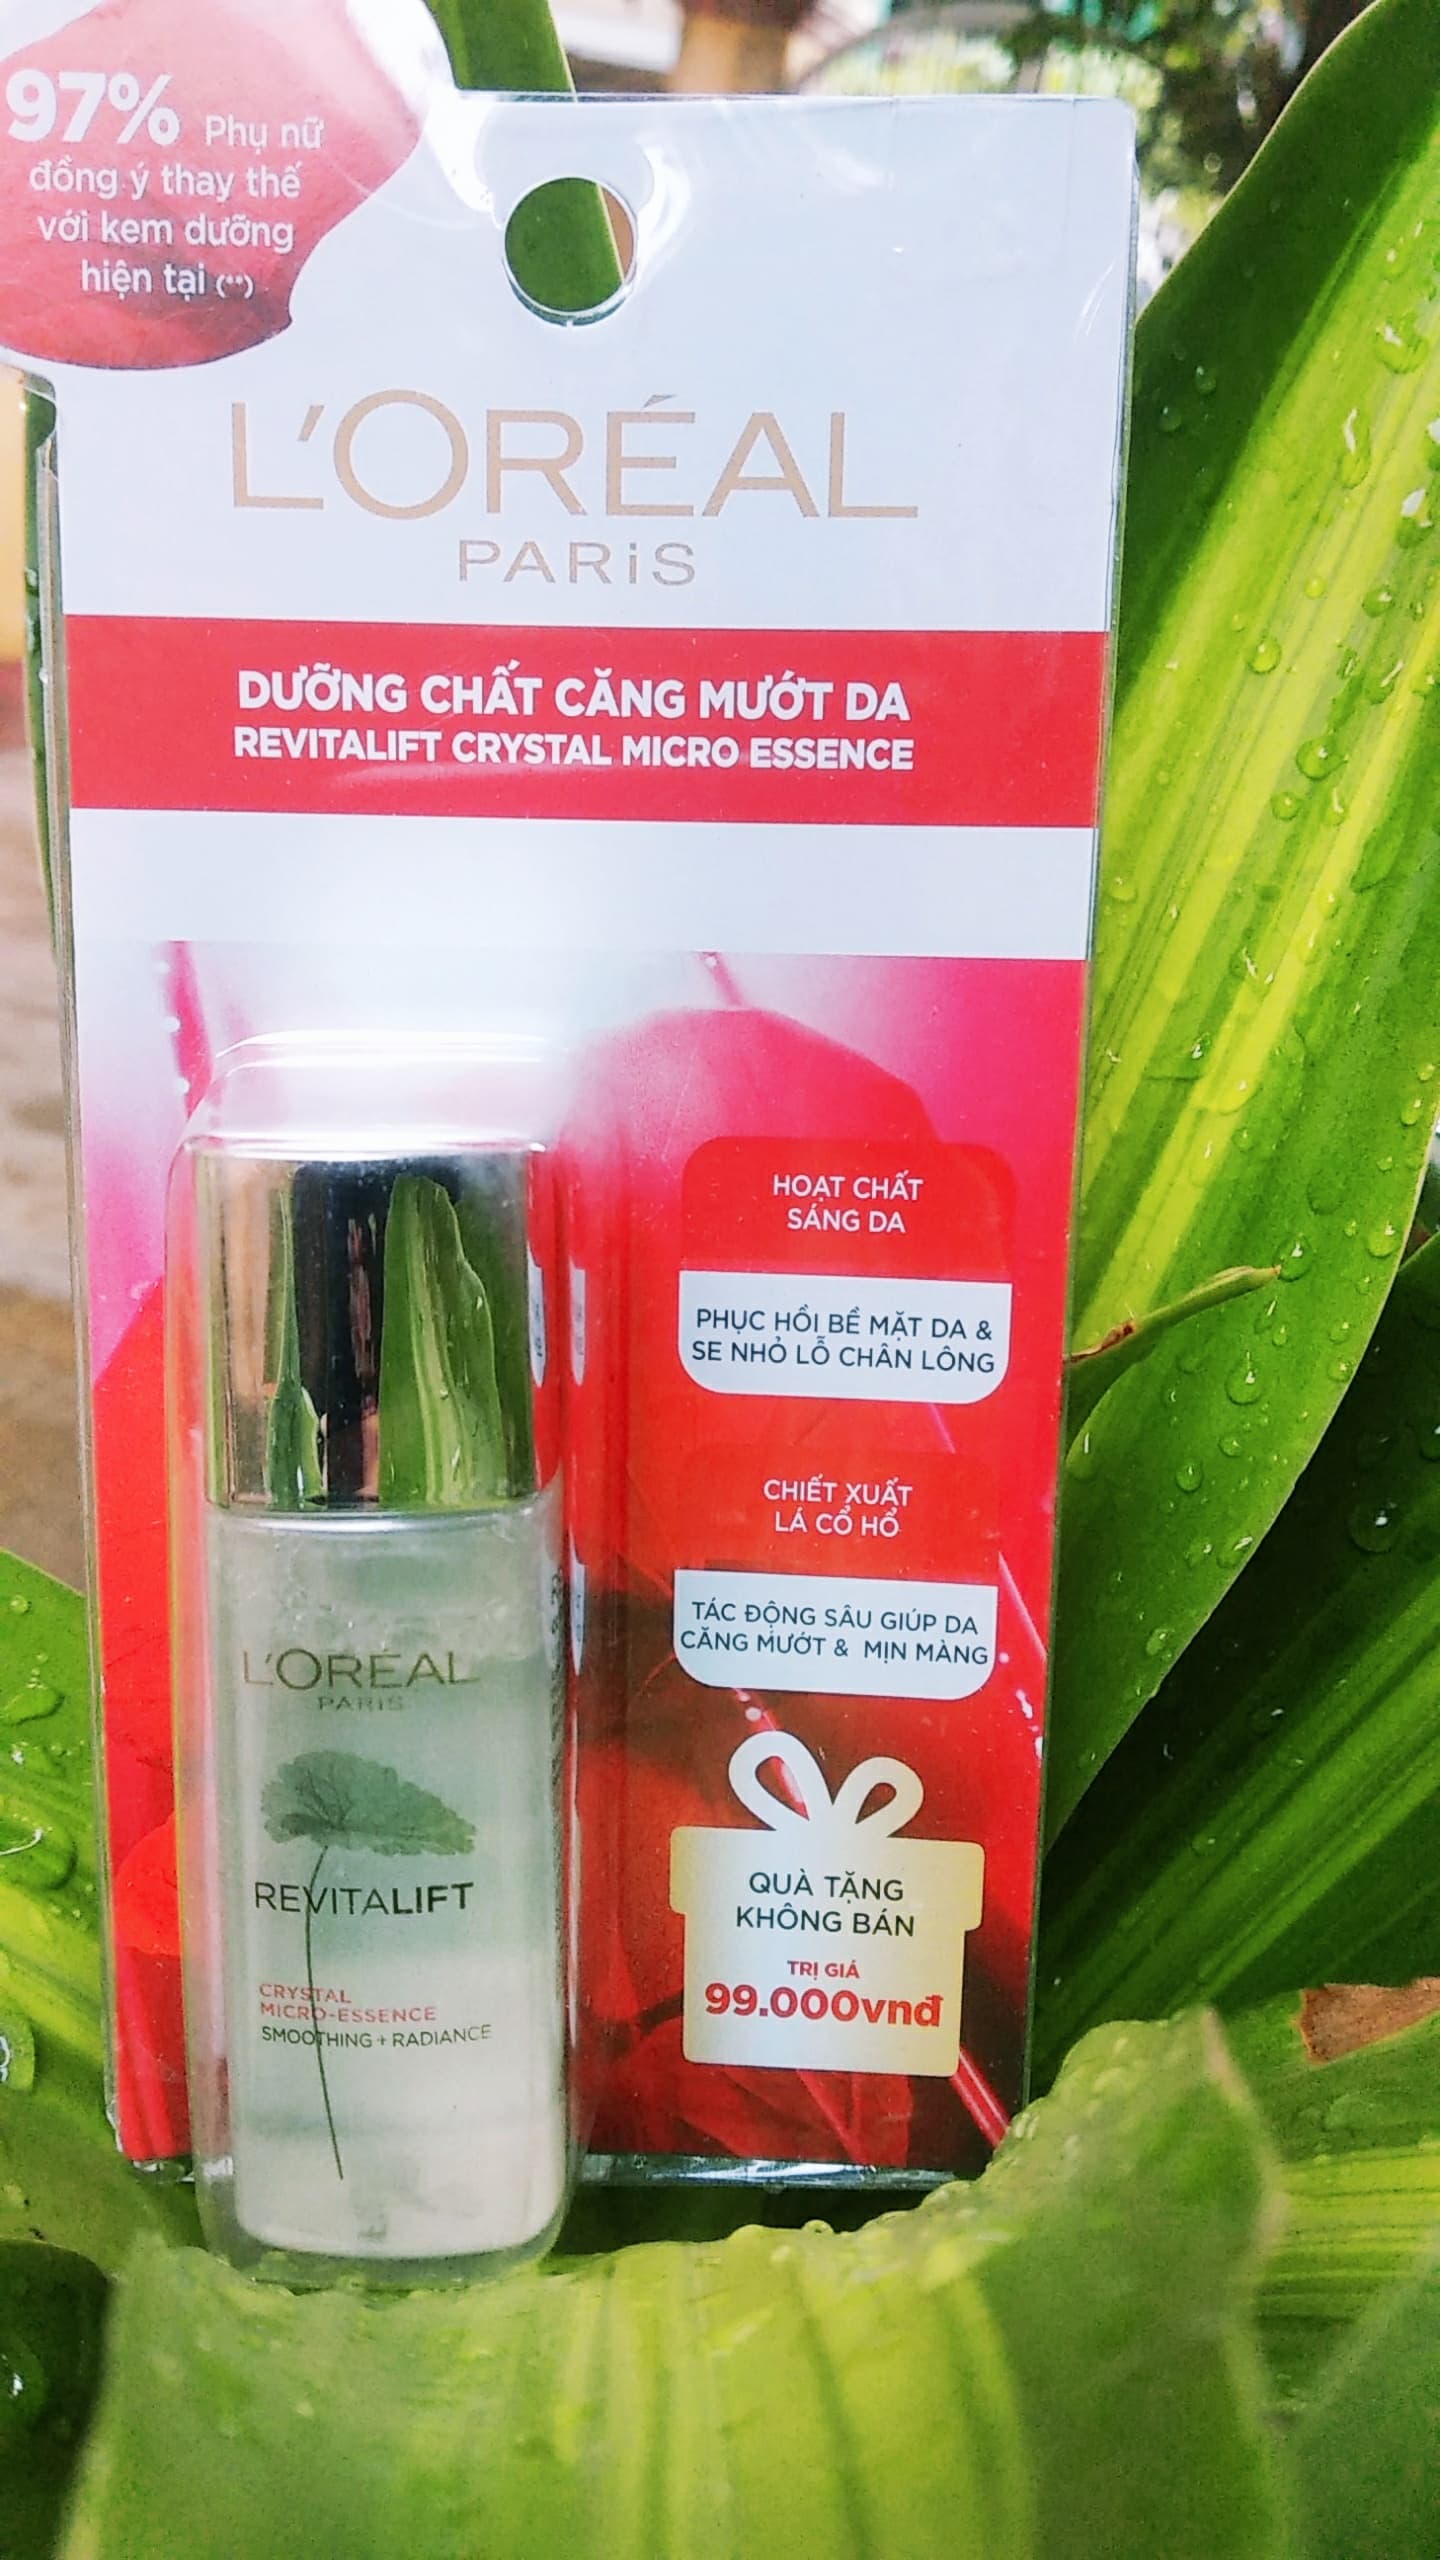 97% Phụ nữ
đồng ý thay thế
với kem dưỡng
hiện tại (**)
L'ORÉAL
PARiS
DƯỠNG CHẤT CĂNG MƯỚT DA
REVITALIFT CRYSTAL MICRO ESSENCE
HOẠT CHẤT
SÁNG DA
PHỤC HỒI BỀ MẶT DA &
SE NHỎ LỖ CHÂN LÔNG
CHIẾT XUẤT
LÁ CỔ HỔ
TÁC ĐỘNG SÂU GIÚP DA
CĂNG MƯỚT & MỊN MÀNG
QUÀ TẶNG
KHÔNG BÁN
TRỊ GIÁ
99.000vnđ
L'ORÉAL
PARIS
REVITALIFT
CRYSTAL
MICRO-ESSENCE
SMOOTHING + RADIANCE